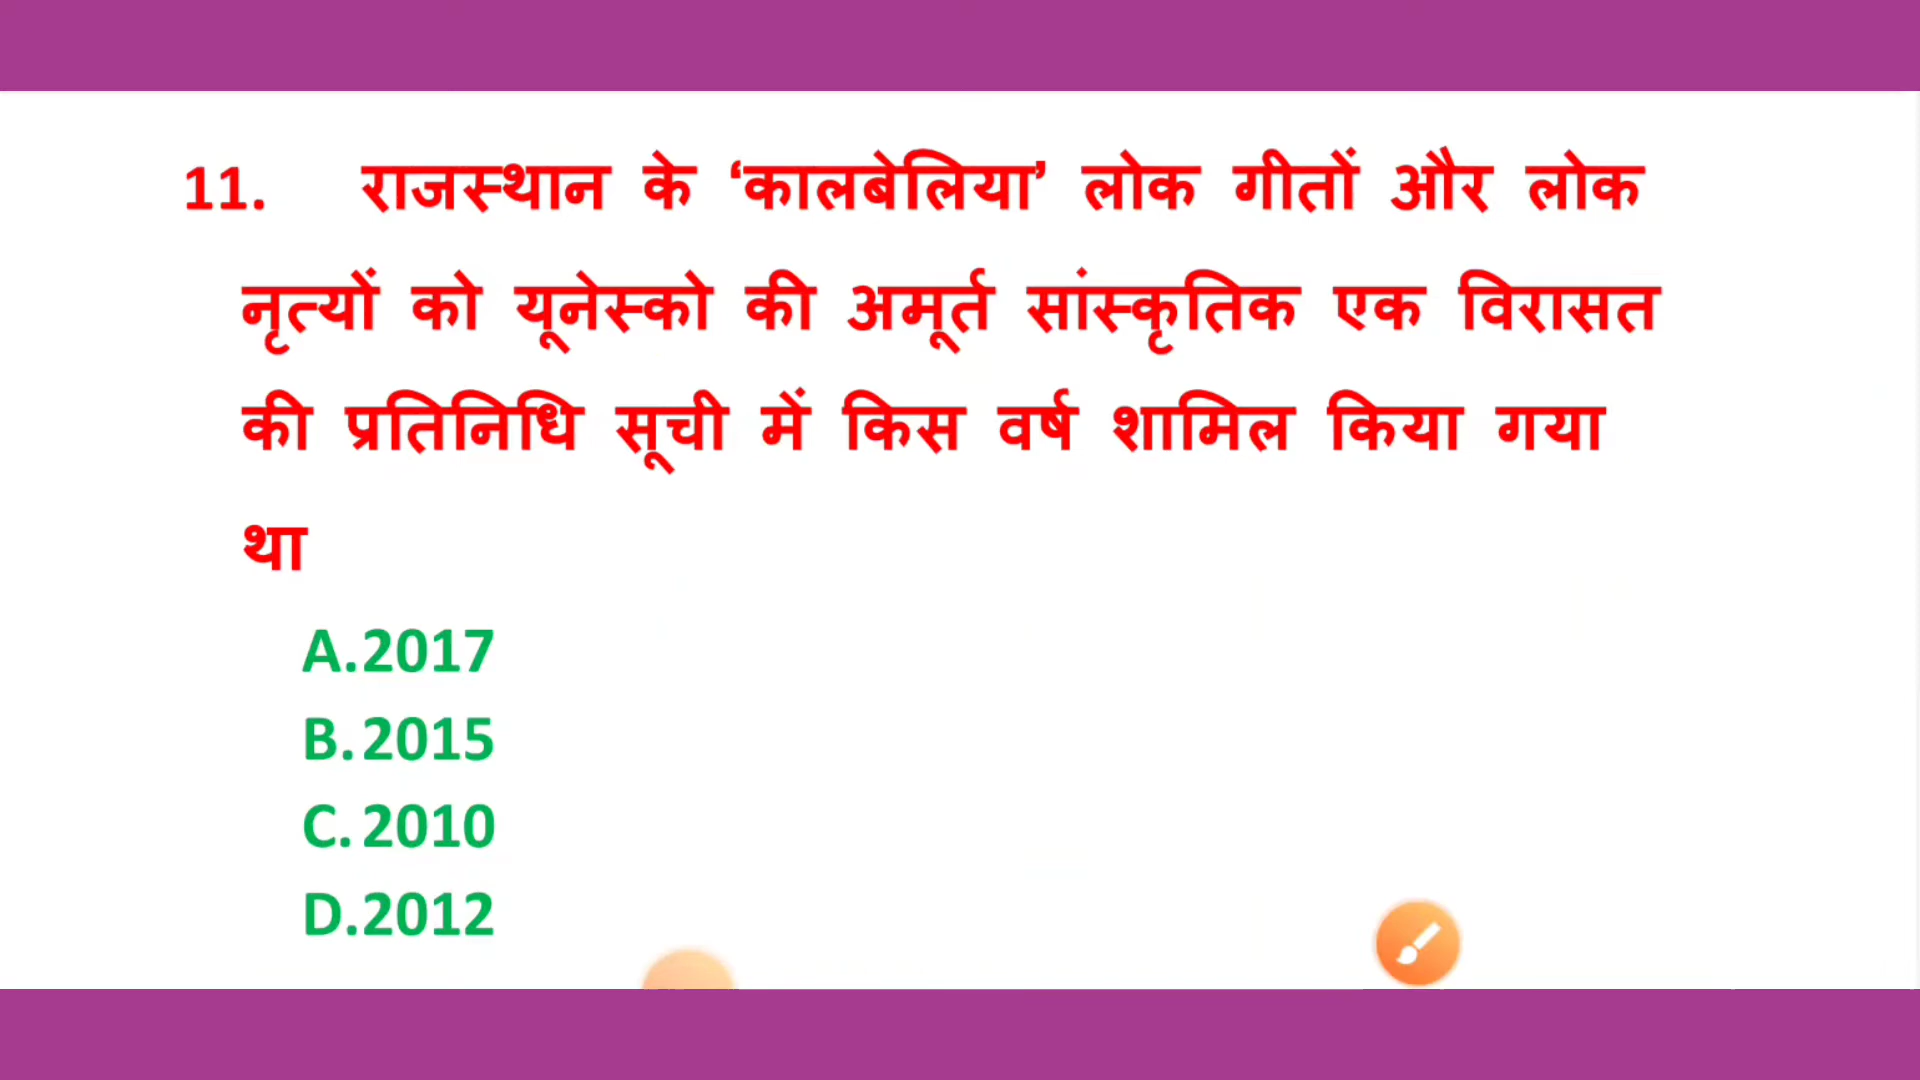 11. राजस्थान के ‘कालबेलिया’ लोक गीतों और लोक
नृत्यों को यूनेस्को की अमूर्त सांस्कृतिक एक विरासत
की प्रतिनिधि सूची में किस वर्ष शामिल किया गया
था
A.2017
B.2015
C.2010
D.2012